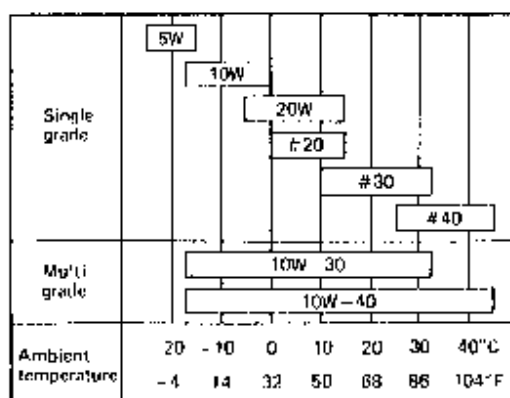 5W
10W
20W
Single
grade
#20
#30
#40
Multi
grade
10W-30
10W-40
Ambient
temperature
20 -10 0 10 20 30 40°C
-4 14 32 50 68 86 104°F